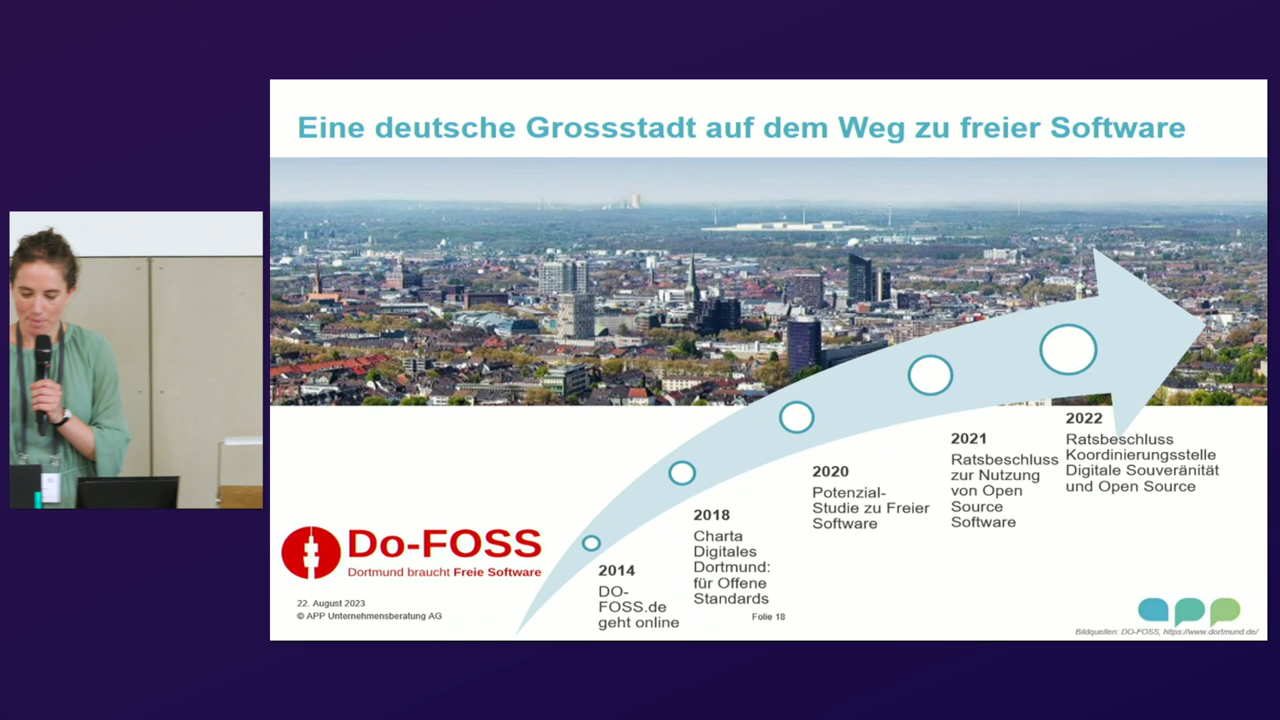 Eine deutsche Grossstadt auf dem Weg zu freier Software
Do-FOSS
Dortmund braucht Freie Software
2014
DO-
FOSS.de
geht online
2018
Charta
Digitales
Dortmund:
für Offene
Standards
2020
Potenzial-
Studie zu Freier
Software
2021
Ratsbeschluss
zur Nutzung
von Open
Source
Software
2022
Ratsbeschluss
Koordinierungsstelle
Digitale Souveränität
und Open Source
22. August 2023
© APP Unternehmensberatung AG
Folie 18
app
Bildquellen: DO-FOSS, https://www.dortmund.de/